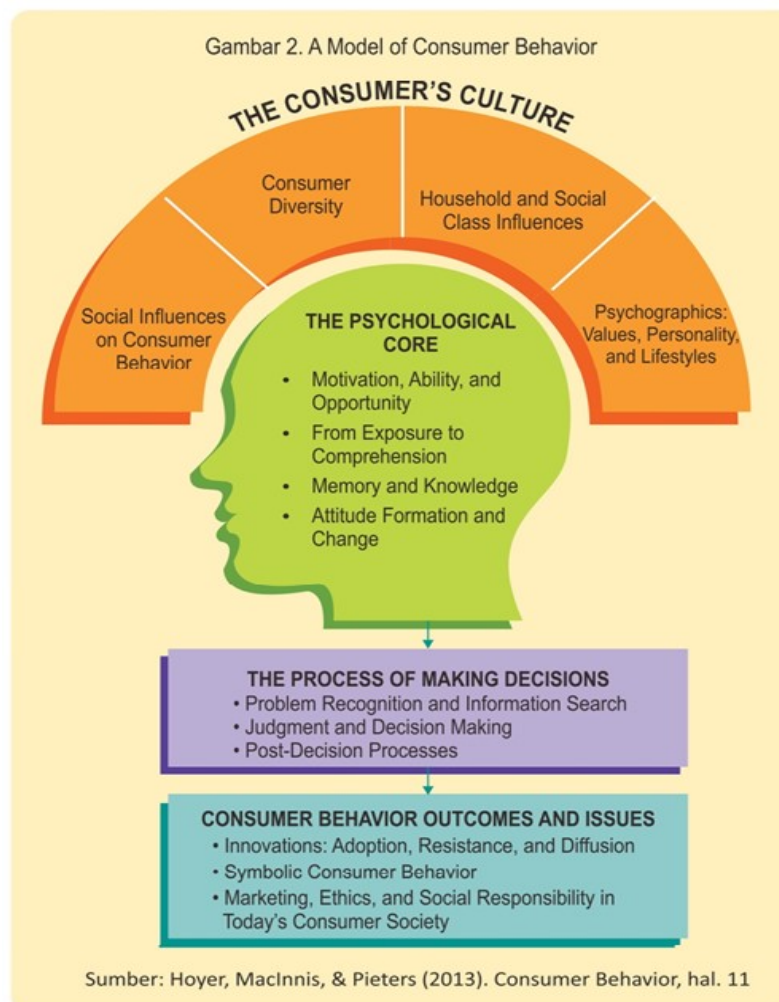 Gambar 2. A Model of Consumer Behavior
THE CONSUMER'S CULTURE
Social Influences
on Consumer
Behavior
Consumer
Diversity
Household and Social
Class Influences
Psychographics:
Values, Personality,
and Lifestyles
THE PSYCHOLOGICAL
CORE
• Motivation, Ability, and
Opportunity
• From Exposure to
Comprehension
• Memory and Knowledge
• Attitude Formation and
Change
THE PROCESS OF MAKING DECISIONS
• Problem Recognition and Information Search
• Judgment and Decision Making
• Post-Decision Processes
CONSUMER BEHAVIOR OUTCOMES AND ISSUES
• Innovations: Adoption, Resistance, and Diffusion
• Symbolic Consumer Behavior
• Marketing, Ethics, and Social Responsibility in
Today's Consumer Society
Sumber: Hoyer, MacInnis, & Pieters (2013). Consumer Behavior, hal. 11